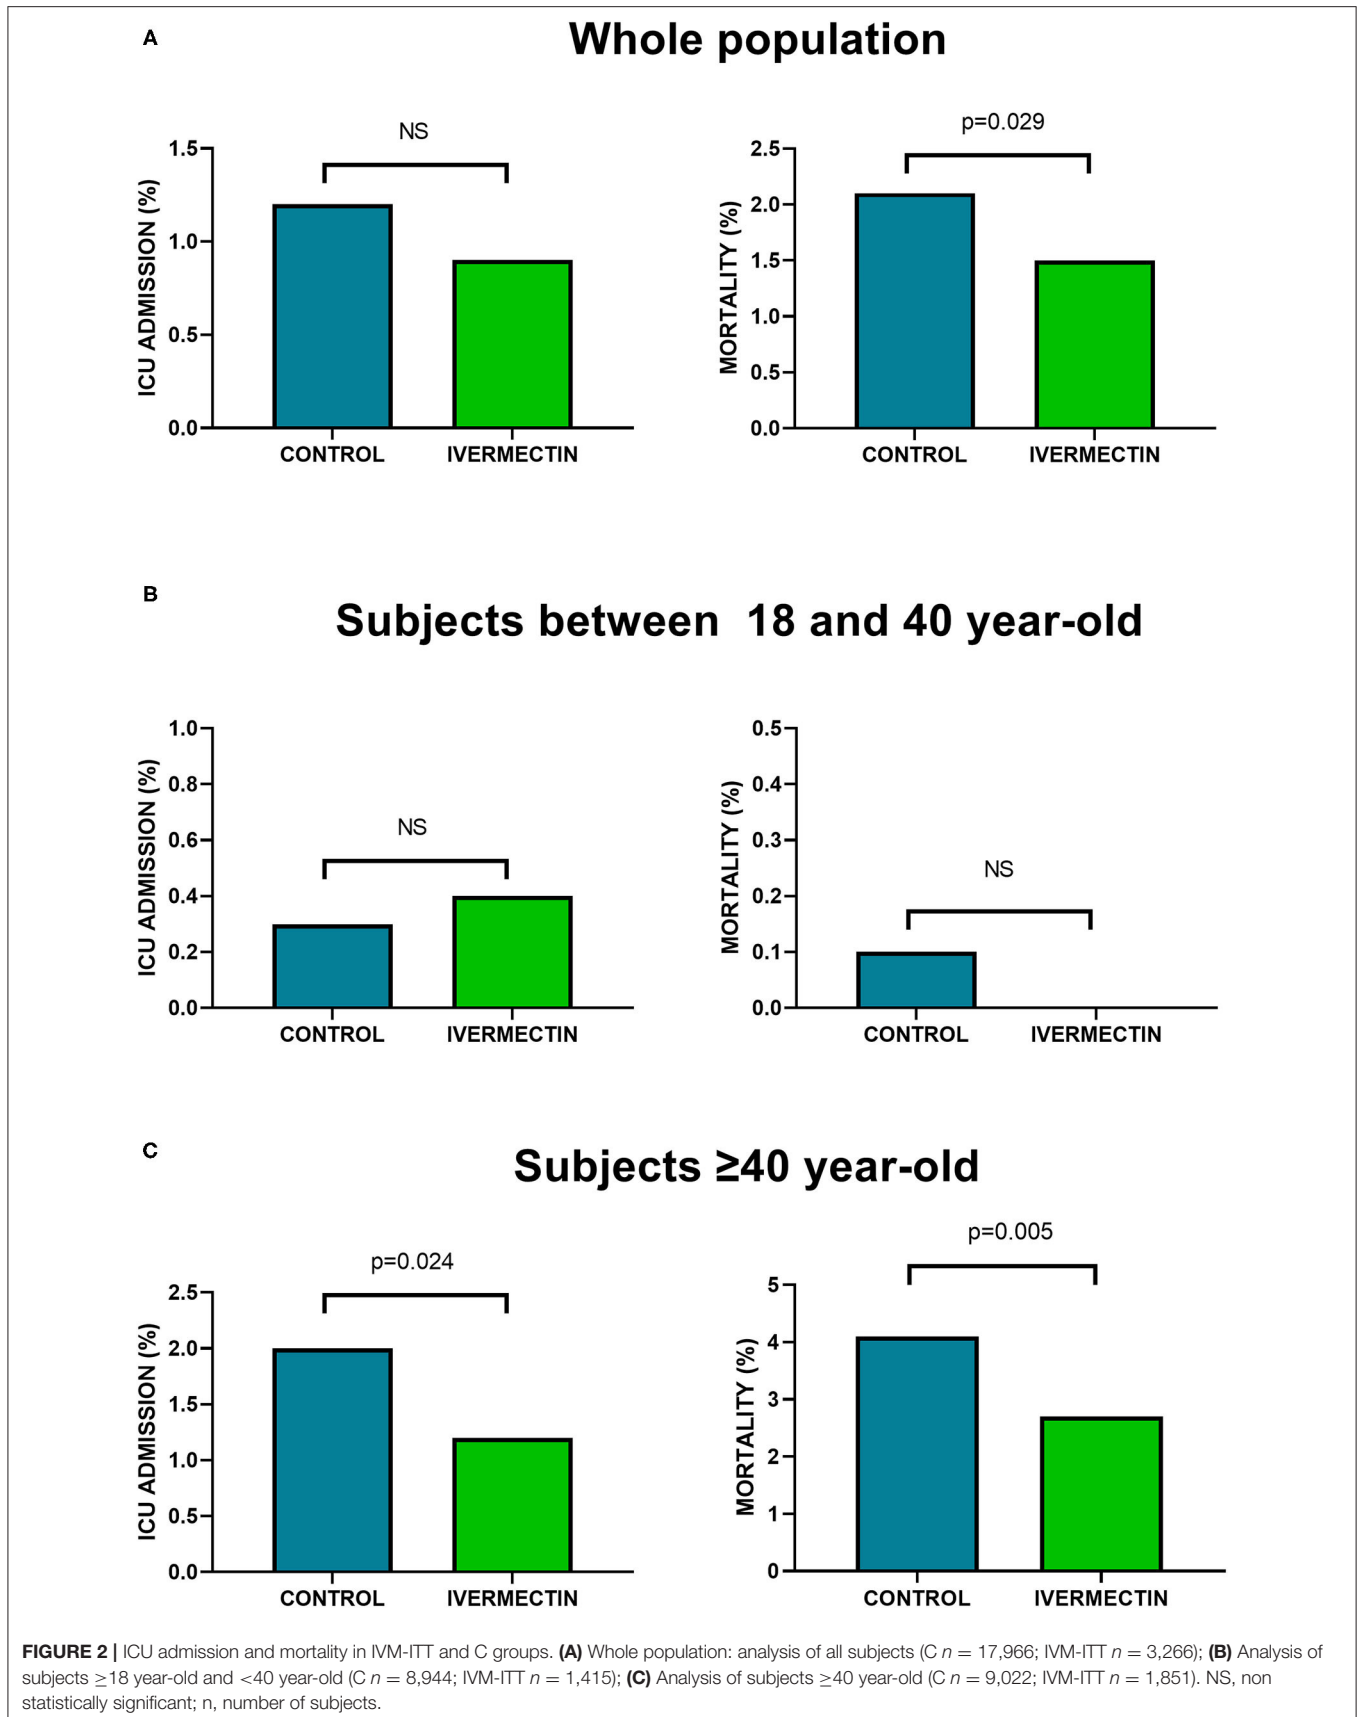 A
Whole population
NS
1.5
1.0
0.5
0.0
ICU ADMISSION (%)
CONTROL
IVERMECTIN
p=0.029
2.5
2.0
1.5
1.0
0.5
0.0
MORTALITY (%)
CONTROL
IVERMECTIN
B
Subjects between 18 and 40 year-old
NS
1.0
0.8
0.6
0.4
0.2
0.0
ICU ADMISSION (%)
CONTROL
IVERMECTIN
NS
0.5
0.4
0.3
0.2
0.1
0.0
MORTALITY (%)
CONTROL
IVERMECTIN
C
Subjects ≥40 year-old
p=0.024
2.5
2.0
1.5
1.0
0.5
0.0
ICU ADMISSION (%)
CONTROL
IVERMECTIN
p=0.005
5
4
3
2
1
0
MORTALITY (%)
CONTROL
IVERMECTIN
FIGURE 2 | ICU admission and mortality in IVM-ITT and C groups. (A) Whole population: analysis of all subjects (C n = 17,966; IVM-ITT n = 3,266); (B) Analysis of
subjects ≥18 year-old and <40 year-old (C n = 8,944; IVM-ITT n = 1,415); (C) Analysis of subjects ≥40 year-old (C n = 9,022; IVM-ITT n = 1,851). NS, non
statistically significant; n, number of subjects.